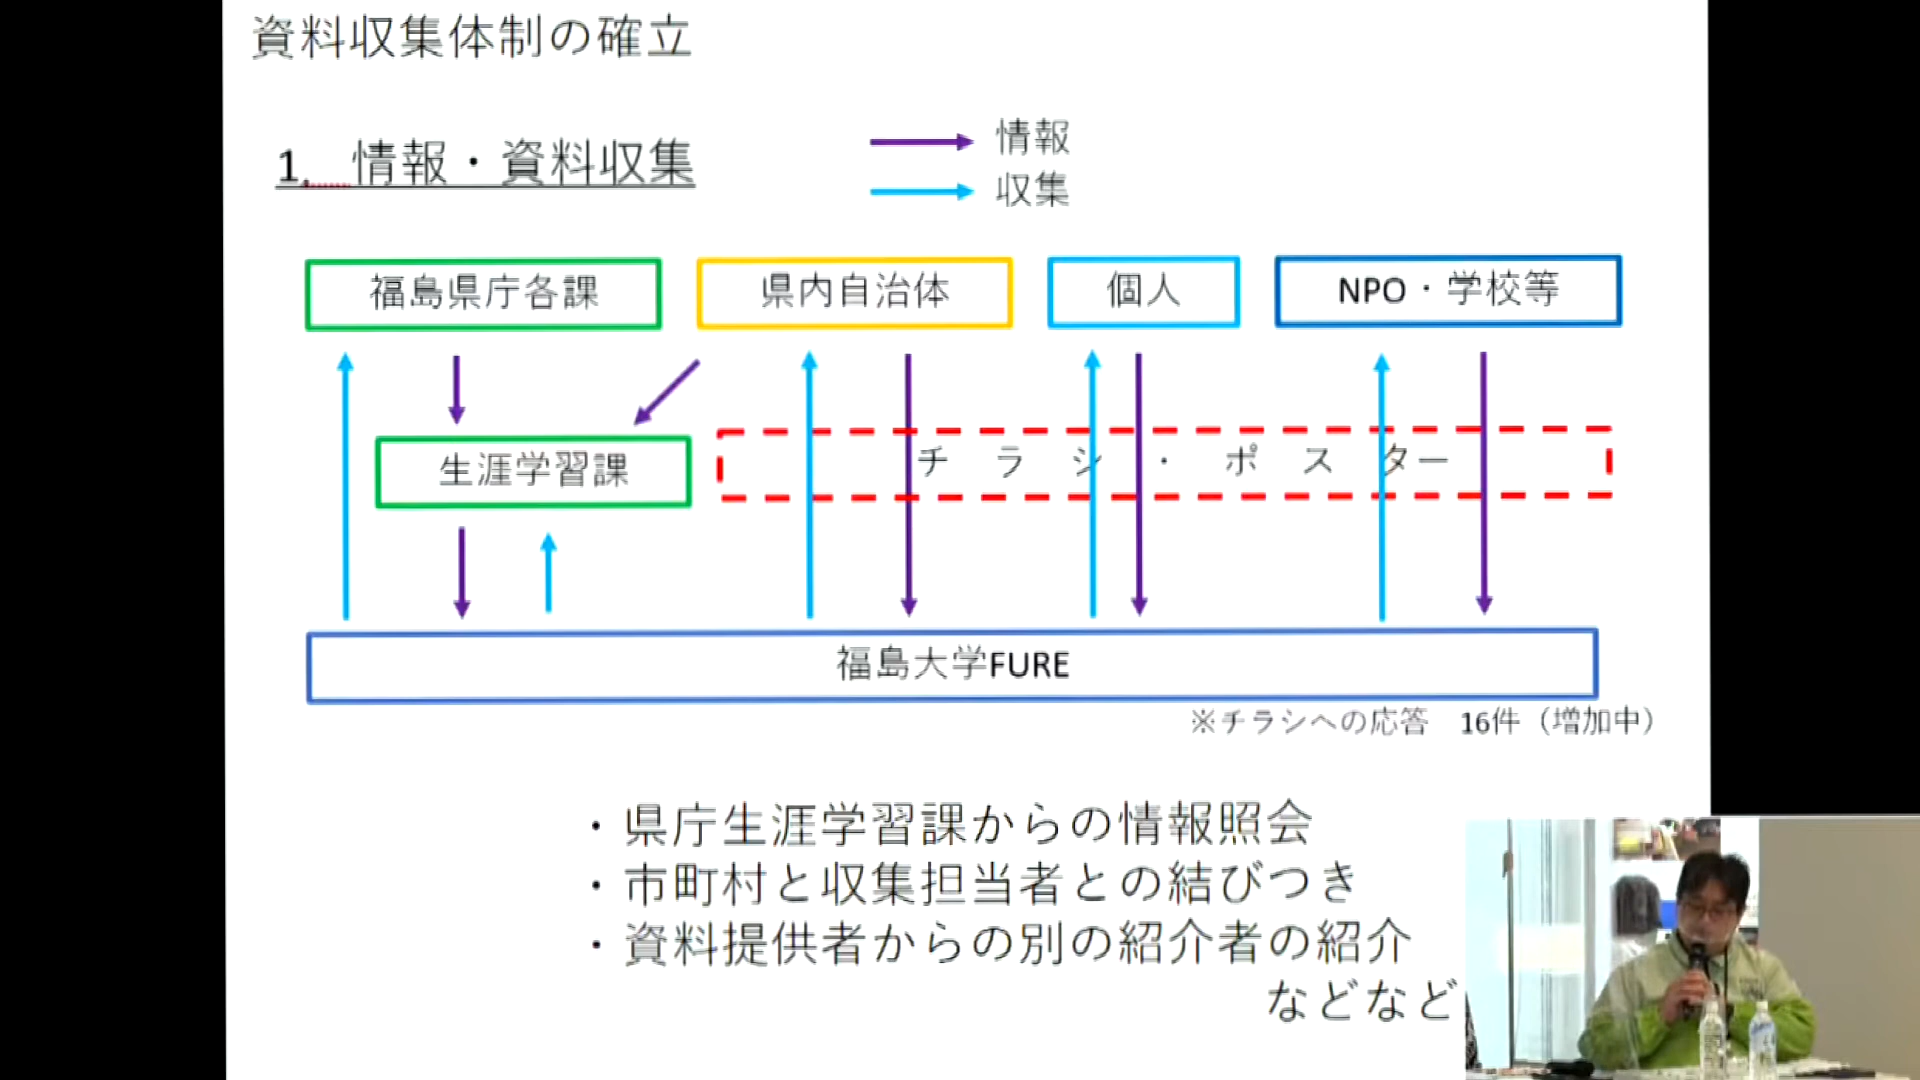 資料収集体制の確立
1. 情報・資料収集
情報
収集
福島県庁各課
県内自治体
個人
NPO・学校等
生涯学習課
チラシ・ポスター
福島大学FURE
※チラシへの応答 16件（増加中）
・県庁生涯学習課からの情報照会
・市町村と収集担当者との結びつき
・資料提供者からの別の紹介者の紹介
などなど